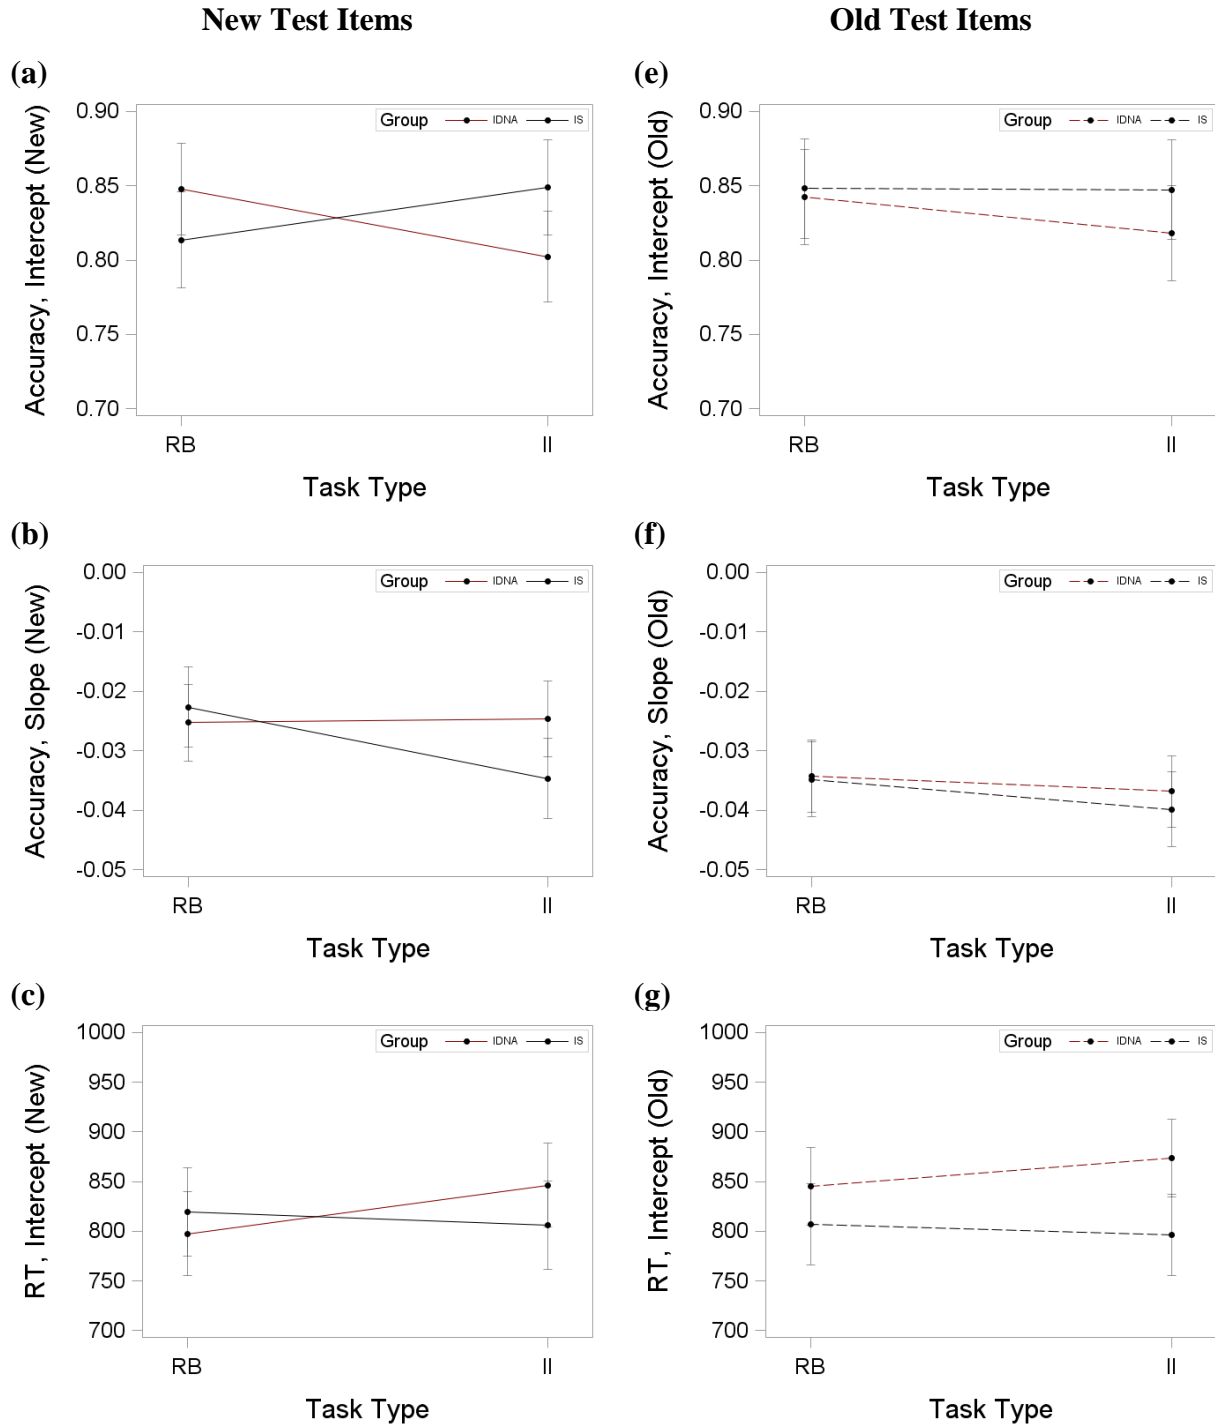 New Test Items
Old Test Items
(a)
Accuracy, Intercept (New)
0.90
0.85
0.80
0.75
0.70
Group IDNA IS
RB II
Task Type
(e)
Accuracy, Intercept (Old)
0.90
0.85
0.80
0.75
0.70
Group IDNA IS
RB II
Task Type
(b)
Accuracy, Slope (New)
0.00
-0.01
-0.02
-0.03
-0.04
-0.05
Group IDNA IS
RB II
Task Type
(f)
Accuracy, Slope (Old)
0.00
-0.01
-0.02
-0.03
-0.04
-0.05
Group IDNA IS
RB II
Task Type
(c)
RT, Intercept (New)
1000
950
900
850
800
750
700
Group IDNA IS
RB II
Task Type
(g)
RT, Intercept (Old)
1000
950
900
850
800
750
700
Group IDNA IS
RB II
Task Type